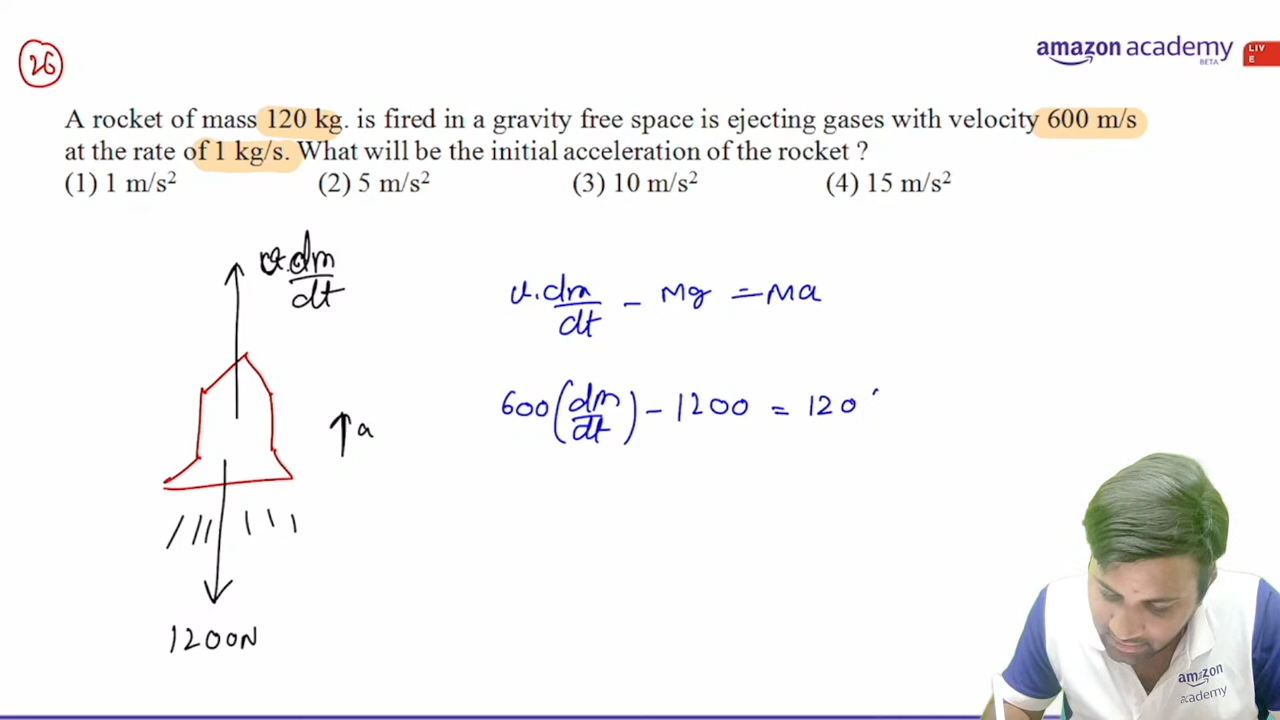 26
amazon academy
BETA
LIV
E
A rocket of mass 120 kg. is fired in a gravity free space is ejecting gases with velocity 600 m/s
at the rate of 1 kg/s. What will be the initial acceleration of the rocket ?
(1) 1 m/s² (2) 5 m/s² (3) 10 m/s² (4) 15 m/s²
v.dm/dt
v.dm/dt - Mg = Ma
600(dm/dt) - 1200 = 120
↑a
1200N
amazon
academy